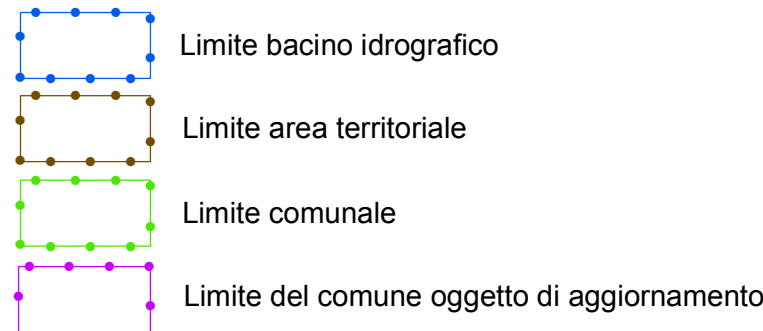 Limite bacino idrografico
Limite area territoriale
Limite comunale
Limite del comune oggetto di aggiornamento